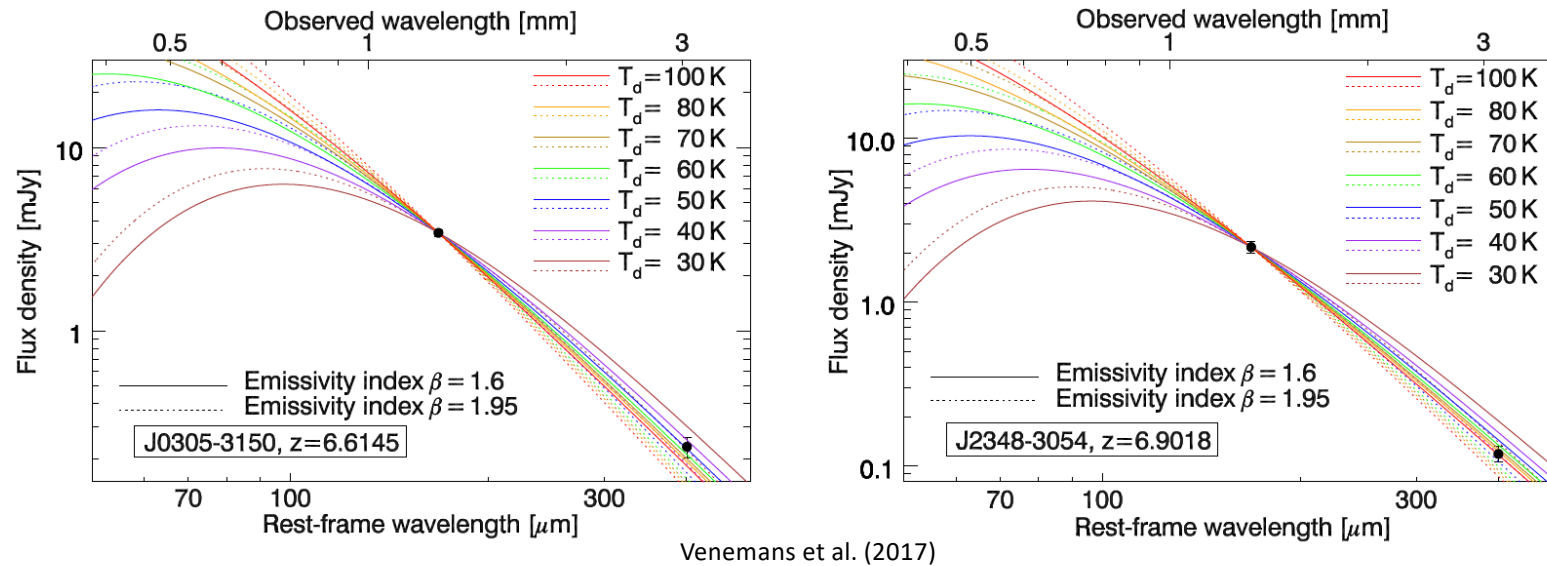 Observed wavelength [mm]
0.5 1 3
T_d=100 K
T_d= 80 K
T_d= 70 K
T_d= 60 K
T_d= 50 K
T_d= 40 K
T_d= 30 K
10
1
Flux density [mJy]
Emissivity index β=1.6
Emissivity index β=1.95
J0305-3150, z=6.6145
70 100 300
Rest-frame wavelength [μm]
Observed wavelength [mm]
0.5 1 3
T_d=100 K
T_d= 80 K
T_d= 70 K
T_d= 60 K
T_d= 50 K
T_d= 40 K
T_d= 30 K
10.0
1.0
0.1
Flux density [mJy]
Emissivity index β=1.6
Emissivity index β=1.95
J2348-3054, z=6.9018
70 100 300
Rest-frame wavelength [μm]
Venemans et al. (2017)